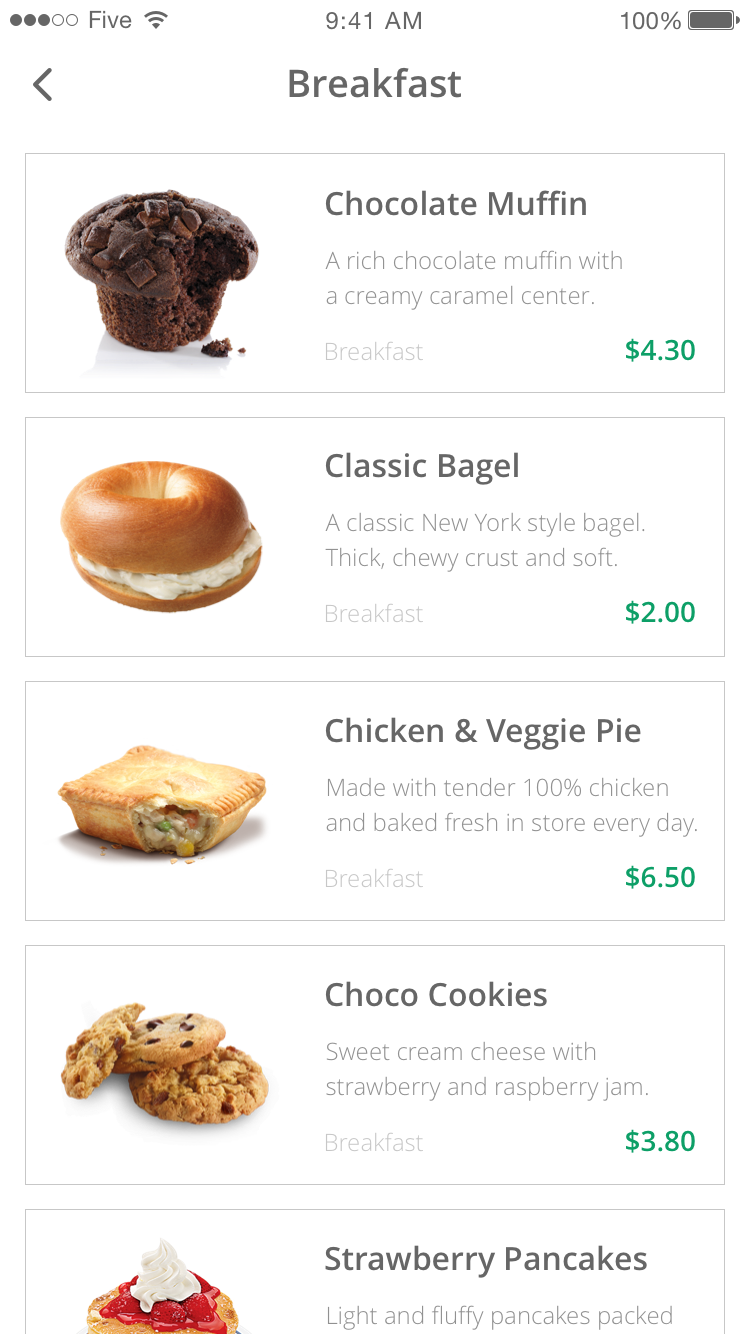 Five 9:41 AM 100%
Breakfast
Chocolate Muffin
A rich chocolate muffin with
a creamy caramel center.
Breakfast $4.30
Classic Bagel
A classic New York style bagel.
Thick, chewy crust and soft.
Breakfast $2.00
Chicken & Veggie Pie
Made with tender 100% chicken
and baked fresh in store every day.
Breakfast $6.50
Choco Cookies
Sweet cream cheese with
strawberry and raspberry jam.
Breakfast $3.80
Strawberry Pancakes
Light and fluffy pancakes packed